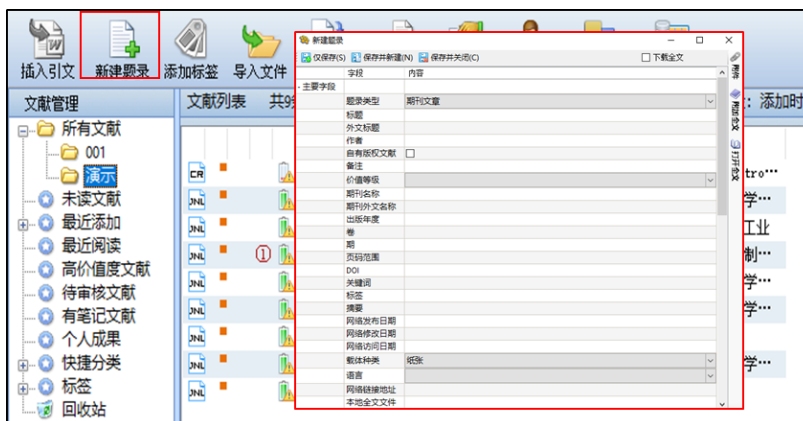 插入引文 新建题录 添加标签 导入文件
文献管理
所有文献
001
演示
未读文献
最近添加
最近阅读
高价值度文献
待审核文献
有笔记文献
个人成果
快捷分类
标签
回收站
文献列表 共9
: 添加时
CR
JNL
JNL
JNL
JNL
JNL
JNL
JNL
JNL
1
tro…
学…
工业
制…
学…
学…
学…
新建题录
仅保存(S) 保存并新建(N) 保存并关闭(C) 下载全文
字段 内容
主要字段
题录类型 期刊文章
标题
外文标题
作者
自有版权文献
备注
价值等级
期刊名称
期刊外文名称
出版年度
卷
期
页码范围
DOI
关键词
标签
摘要
网络发布日期
网络修改日期
网络访问日期
载体种类 纸张
语言
网络链接地址
本地全文文件
附件
附加全文
打开全文